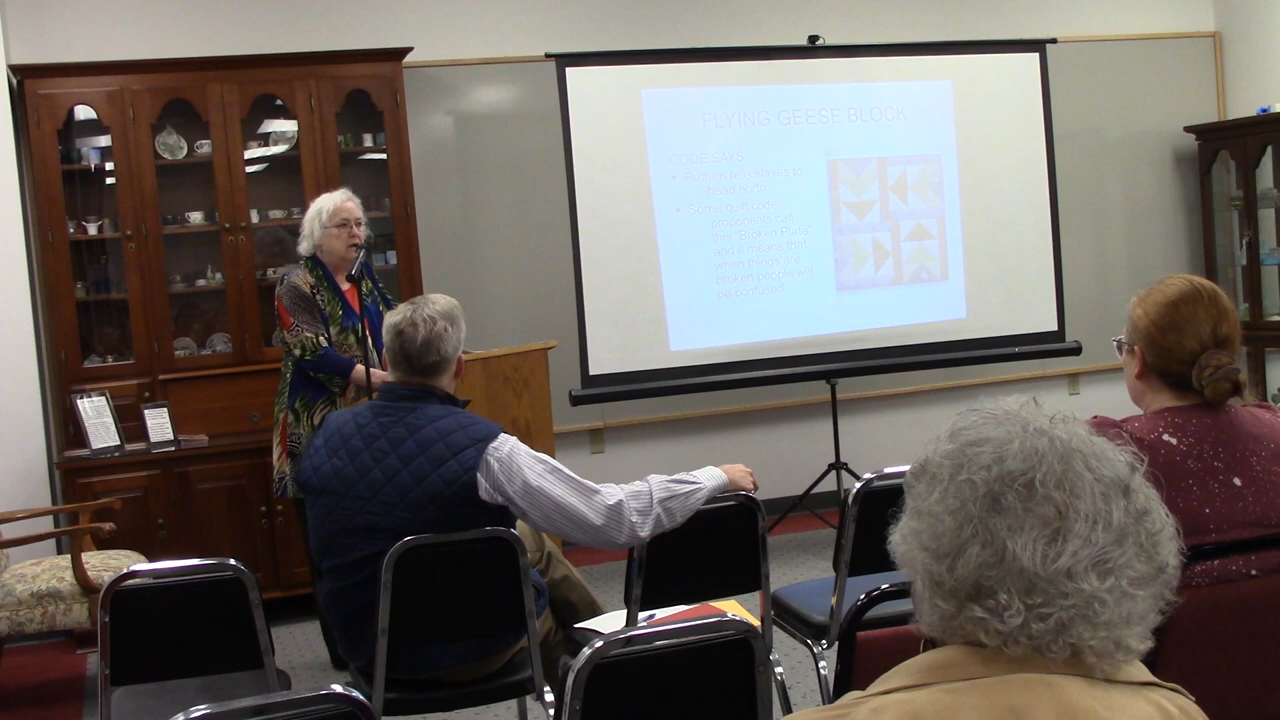 FLYING GEESE BLOCK
CODE SAYS
• Pattern tells slaves to
head north
• Some quilt code
proponents call
this "Broken Plate"
and it means that
when things are
broken people will
be confused